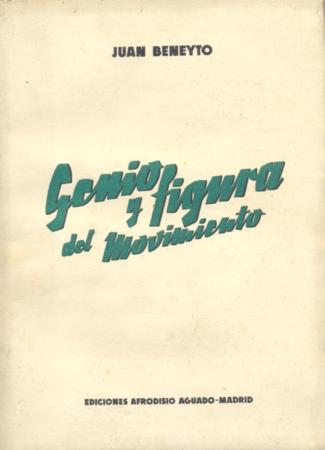 JUAN BENEYTO
Genio y figura
del Movimiento
EDICIONES AFRODISIO AGUADO-MADRID